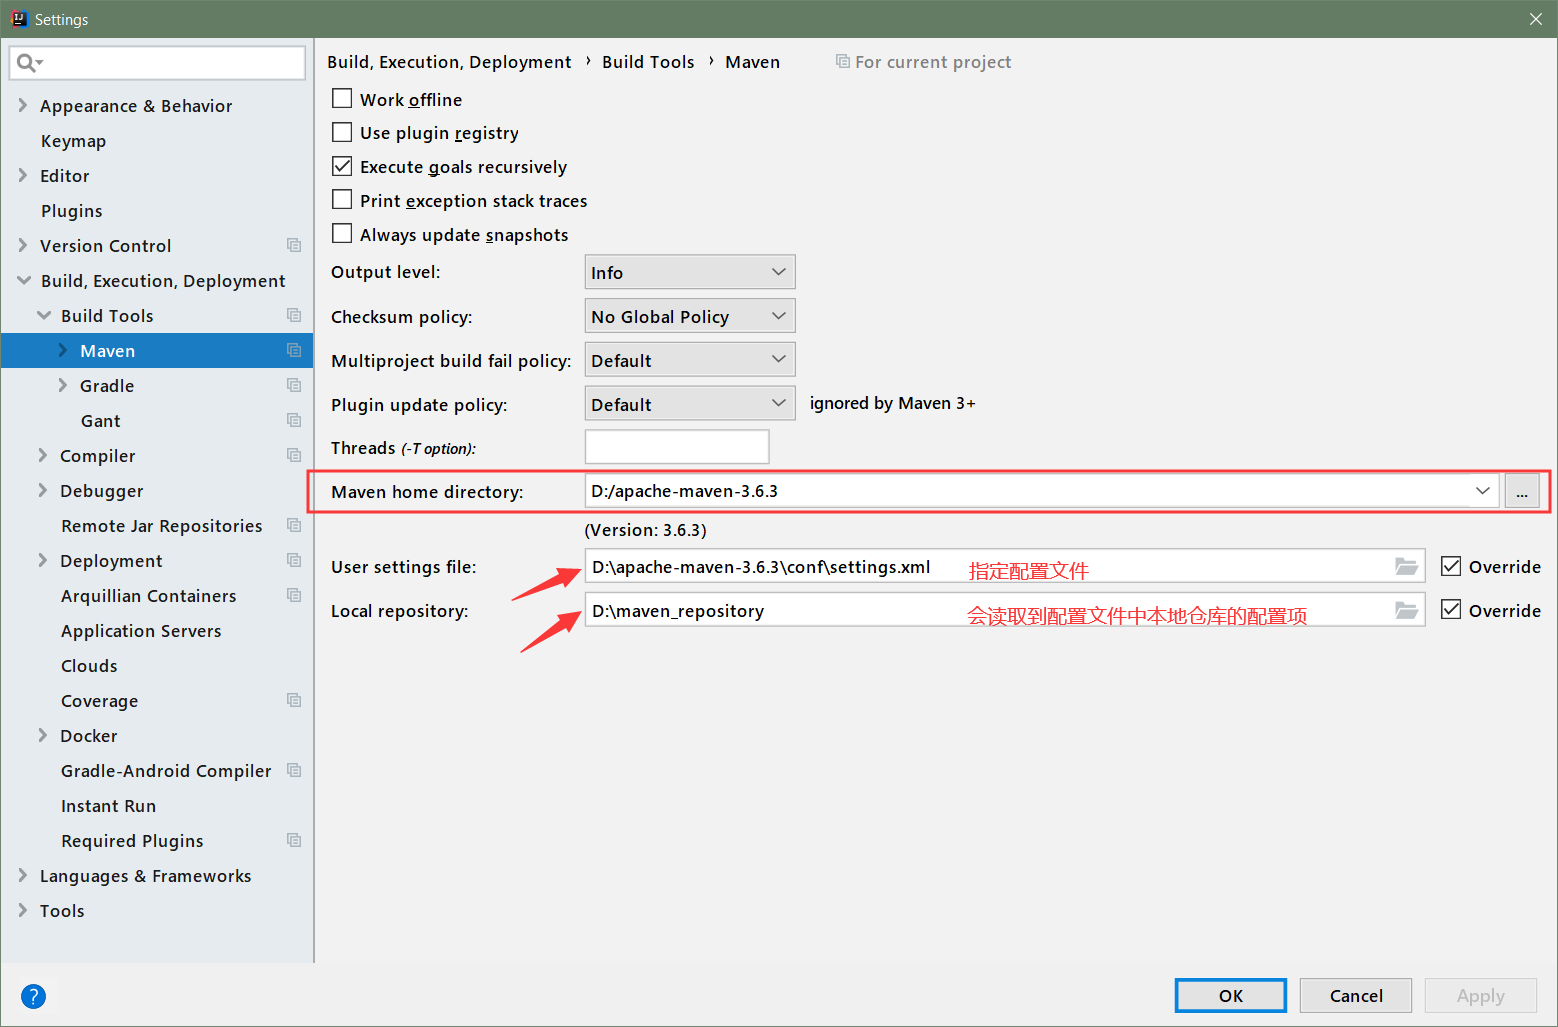 Settings
Appearance & Behavior
Keymap
Editor
Plugins
Version Control
Build, Execution, Deployment
Build Tools
Maven
Gradle
Gant
Compiler
Debugger
Remote Jar Repositories
Deployment
Arquillian Containers
Application Servers
Clouds
Coverage
Docker
Gradle-Android Compiler
Instant Run
Required Plugins
Languages & Frameworks
Tools
Build, Execution, Deployment › Build Tools › Maven For current project
Work offline
Use plugin registry
Execute goals recursively
Print exception stack traces
Always update snapshots
Output level: Info
Checksum policy: No Global Policy
Multiproject build fail policy: Default
Plugin update policy: Default ignored by Maven 3+
Threads (-T option):
Maven home directory: D:/apache-maven-3.6.3 ...
(Version: 3.6.3)
User settings file: D:\apache-maven-3.6.3\conf\settings.xml 指定配置文件 Override
Local repository: D:\maven_repository 会读取到配置文件中本地仓库的配置项 Override
? OK Cancel Apply